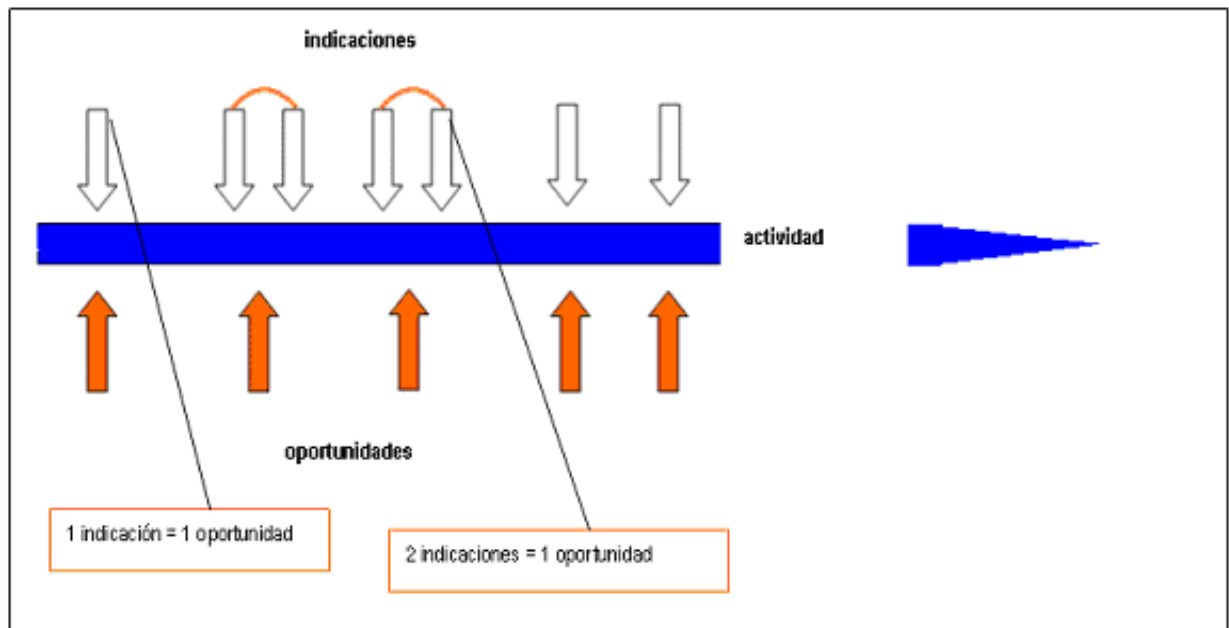 indicaciones
actividad
oportunidades
1 indicación = 1 oportunidad
2 indicaciones = 1 oportunidad